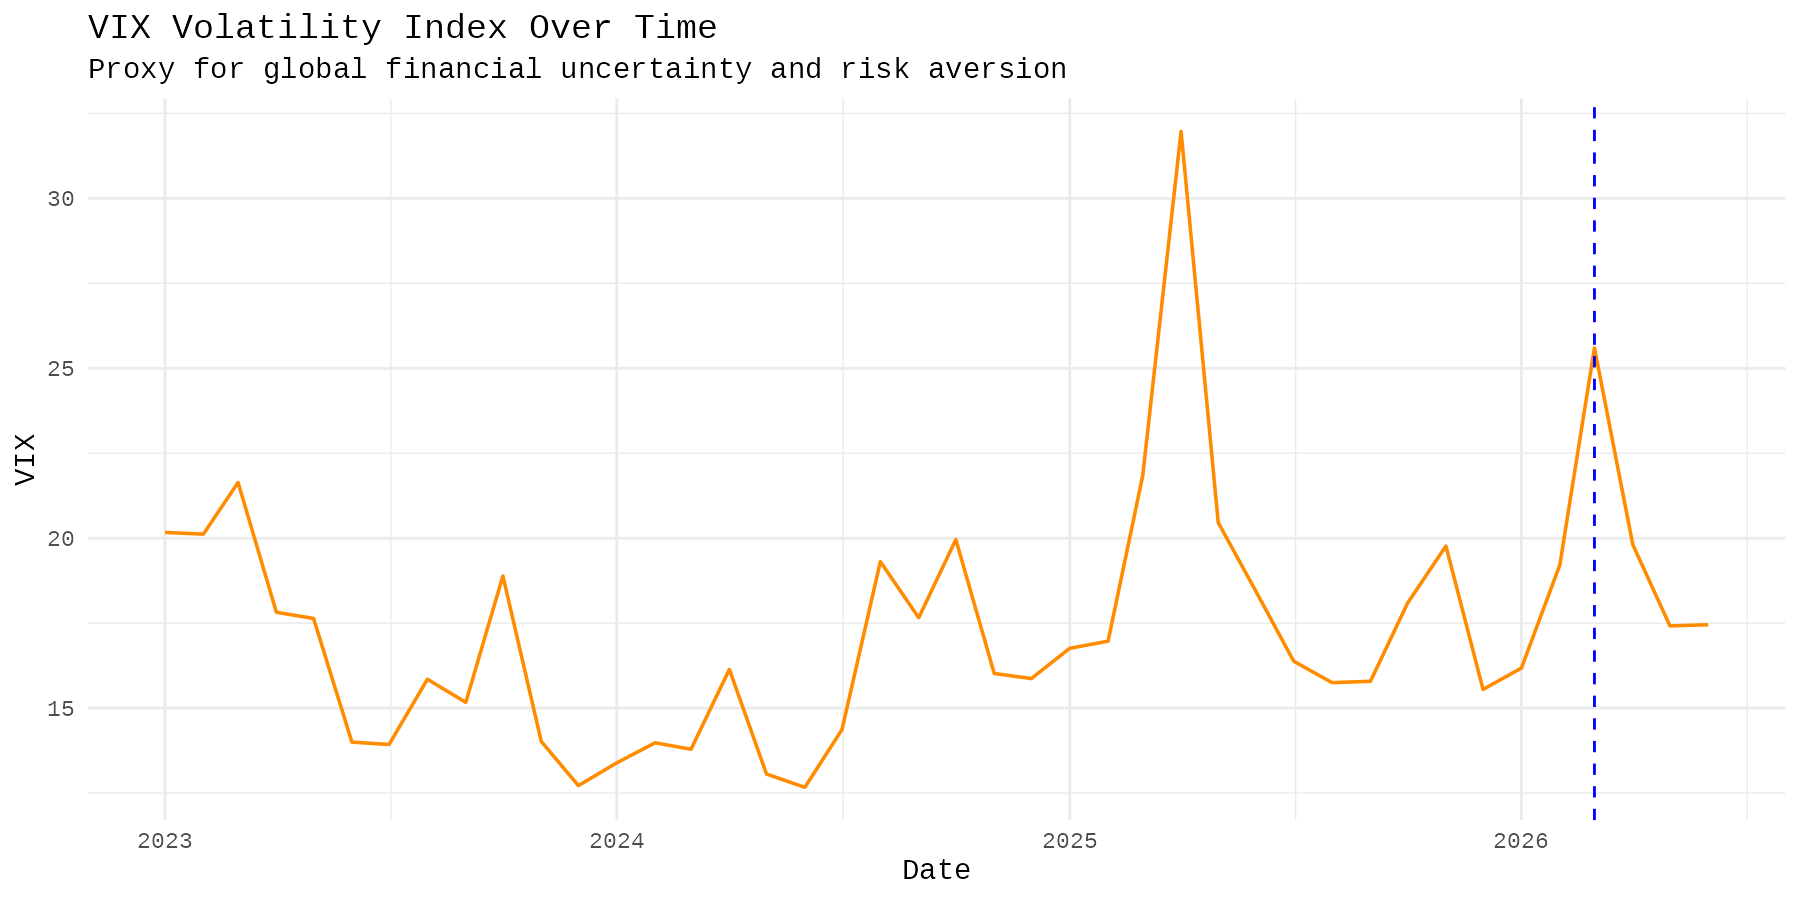 VIX Volatility Index Over Time
Proxy for global financial uncertainty and risk aversion
VIX
30
25
20
15
2023
2024
2025
2026
Date